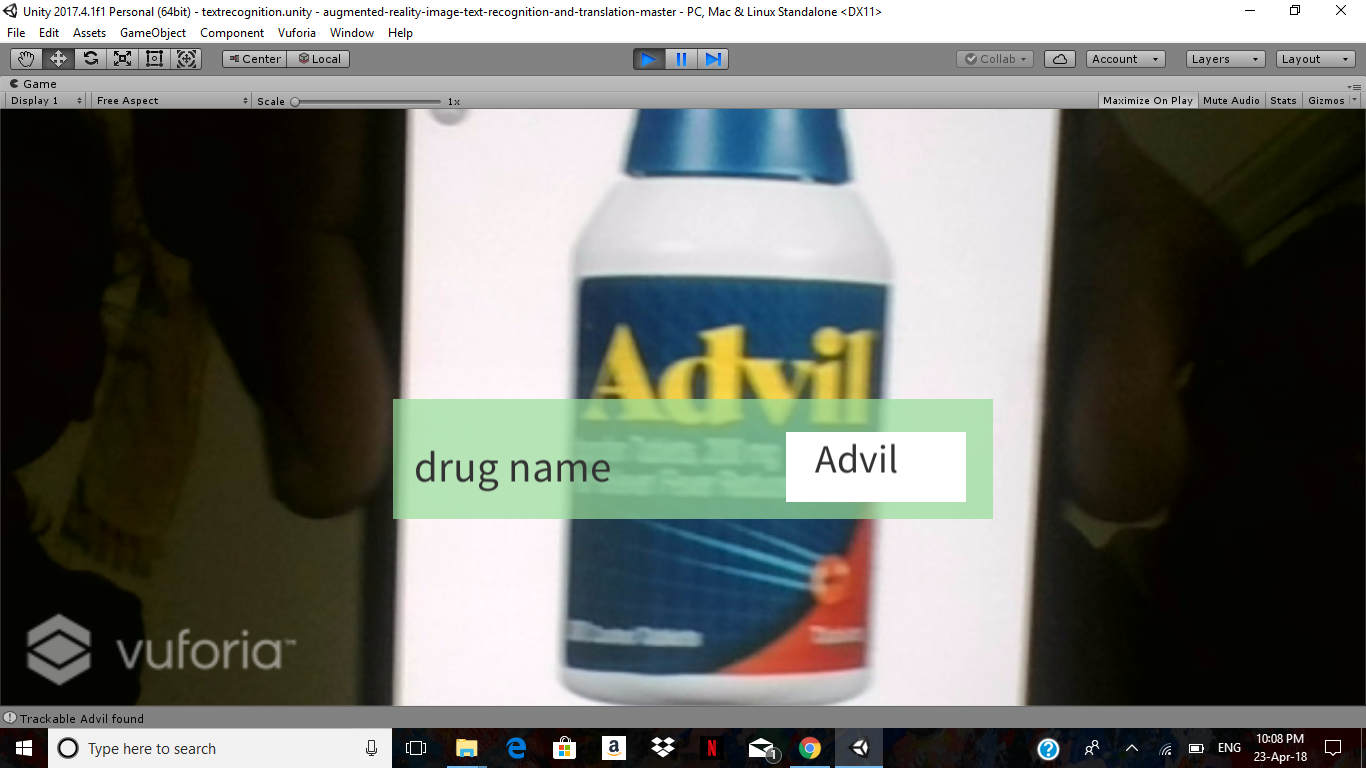 Unity 2017.4.1f1 Personal (64bit) - textrecognition.unity - augmented-reality-image-text-recognition-and-translation-master - PC, Mac & Linux Standalone <DX11>
File Edit Assets GameObject Component Vuforia Window Help
Center Local Collab Account Layers Layout
Game
Display 1 Free Aspect Scale 1x Maximize On Play Mute Audio Stats Gizmos
Advil
drug name Advil
vuforia™
Trackable Advil found
Type here to search 1 ENG 10:08 PM
23-Apr-18